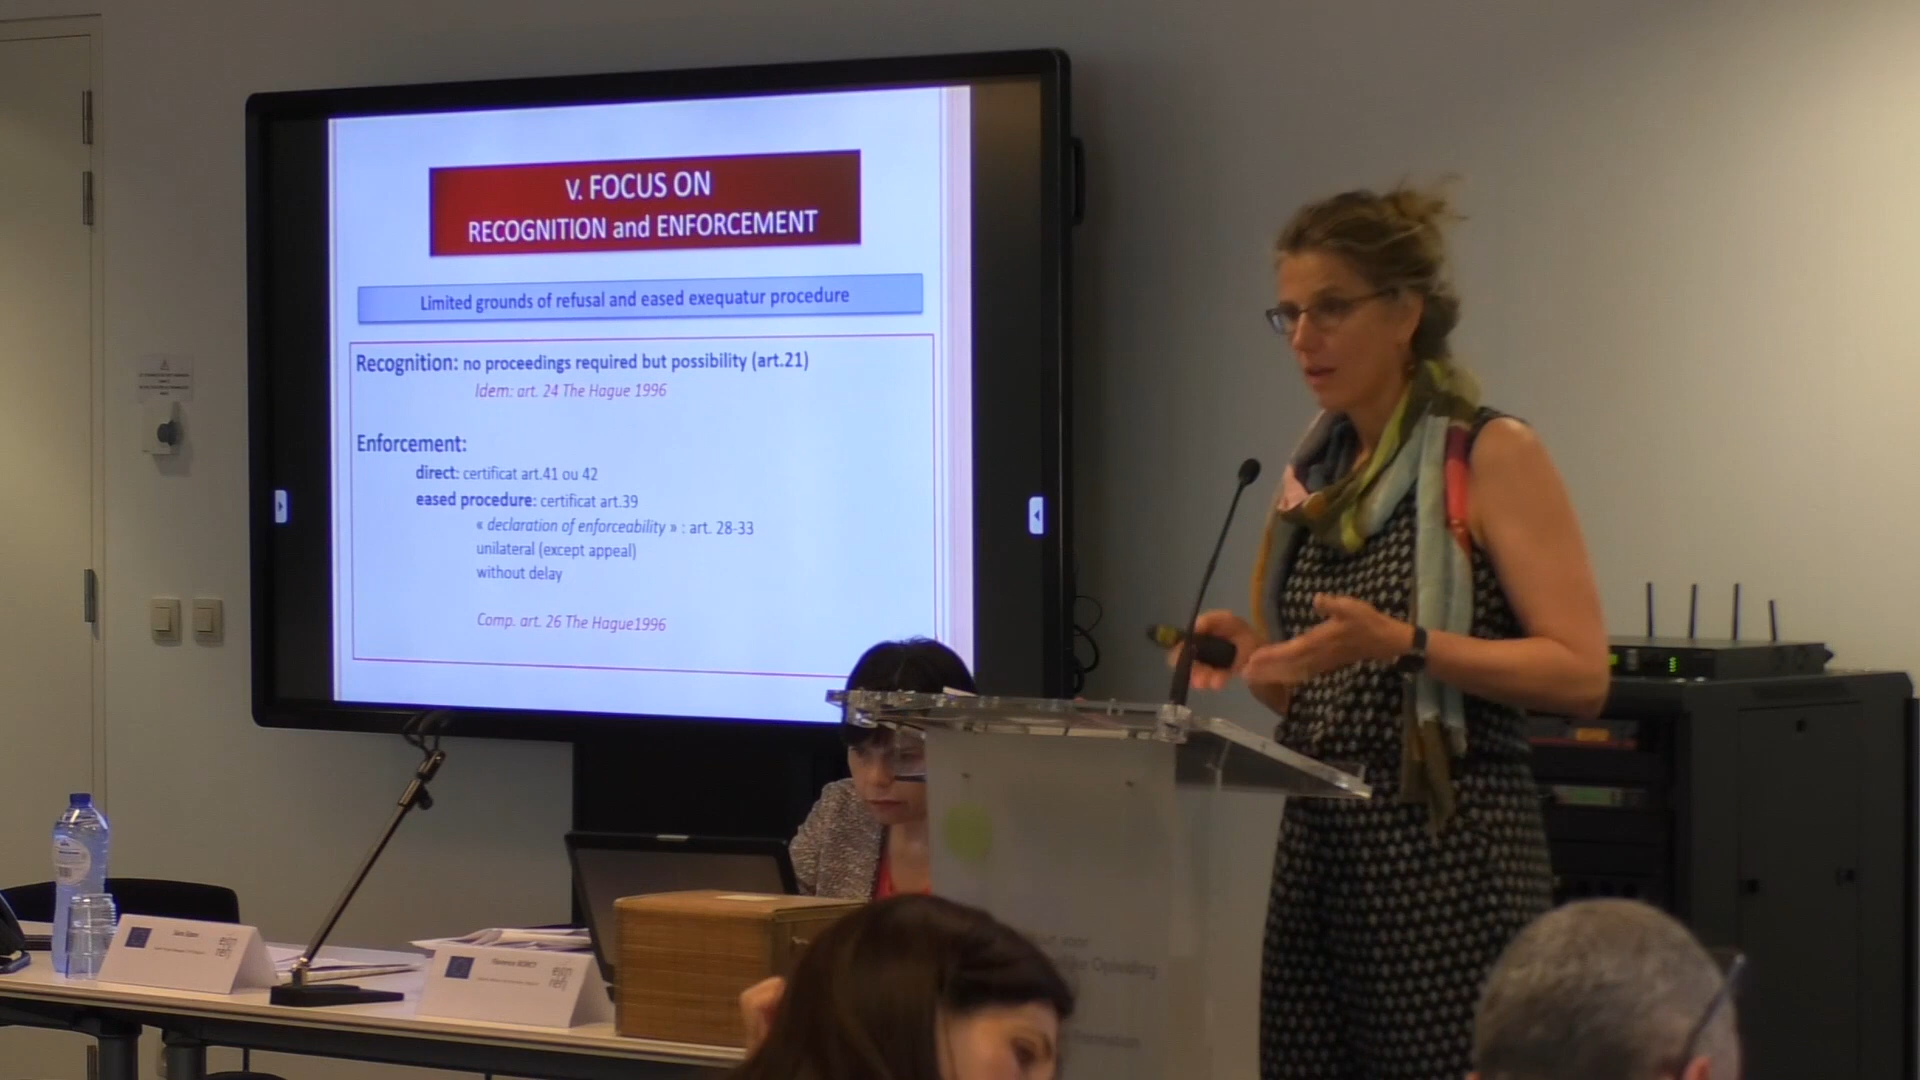 V. FOCUS ON
RECOGNITION and ENFORCEMENT
Limited grounds of refusal and eased exequatur procedure
Recognition: no proceedings required but possibility (art.21)
Idem: art. 24 The Hague 1996
Enforcement:
direct: certificat art.41 ou 42
eased procedure: certificat art.39
« declaration of enforceability » : art. 28-33
unilateral (except appeal)
without delay
Comp. art. 26 The Hague1996